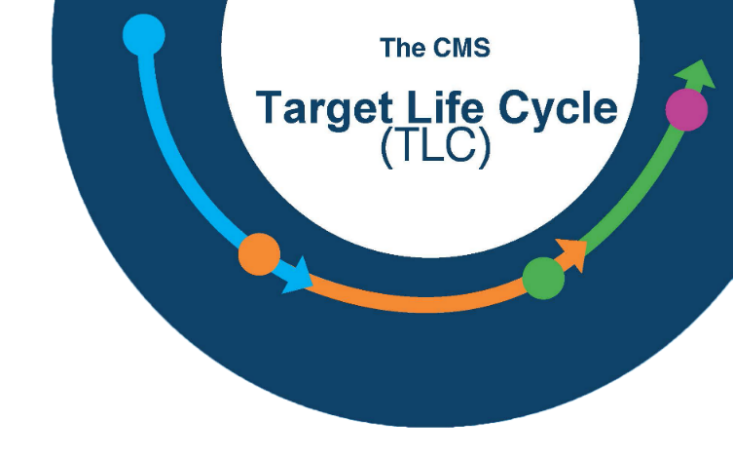 The CMS
Target Life Cycle
(TLC)